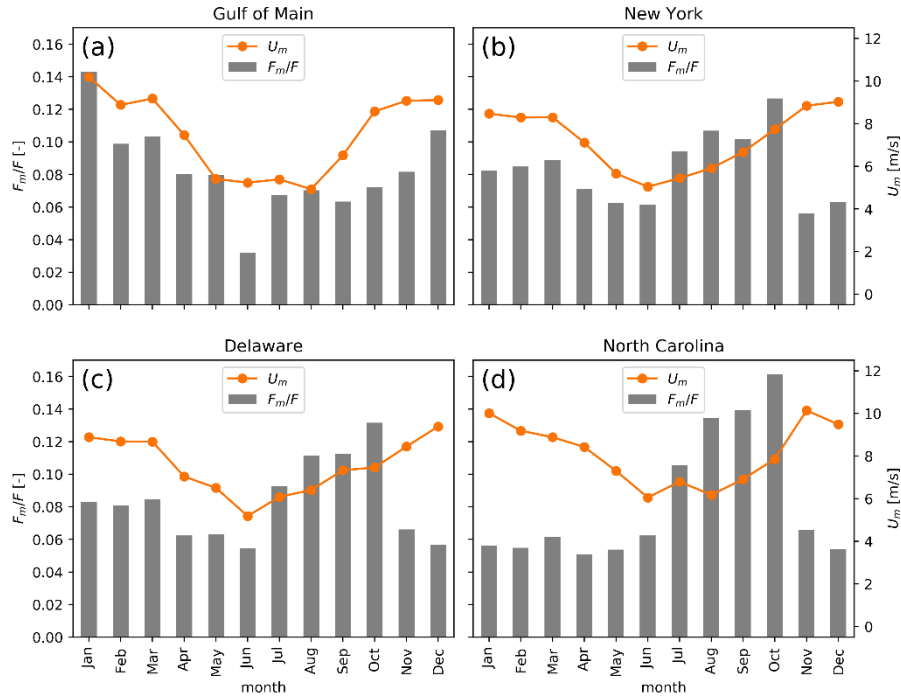 Gulf of Main
(a)
U_m
F_m/F
0.16
0.14
0.12
0.10
0.08
0.06
0.04
0.02
0.00
F_m/F [-]
New York
(b)
U_m
F_m/F
12
10
8
6
4
2
0
U_m [m/s]
Delaware
(c)
U_m
F_m/F
0.16
0.14
0.12
0.10
0.08
0.06
0.04
0.02
0.00
F_m/F [-]
Jan Feb Mar Apr May Jun Jul Aug Sep Oct Nov Dec
month
North Carolina
(d)
U_m
F_m/F
12
10
8
6
4
2
0
U_m [m/s]
Jan Feb Mar Apr May Jun Jul Aug Sep Oct Nov Dec
month